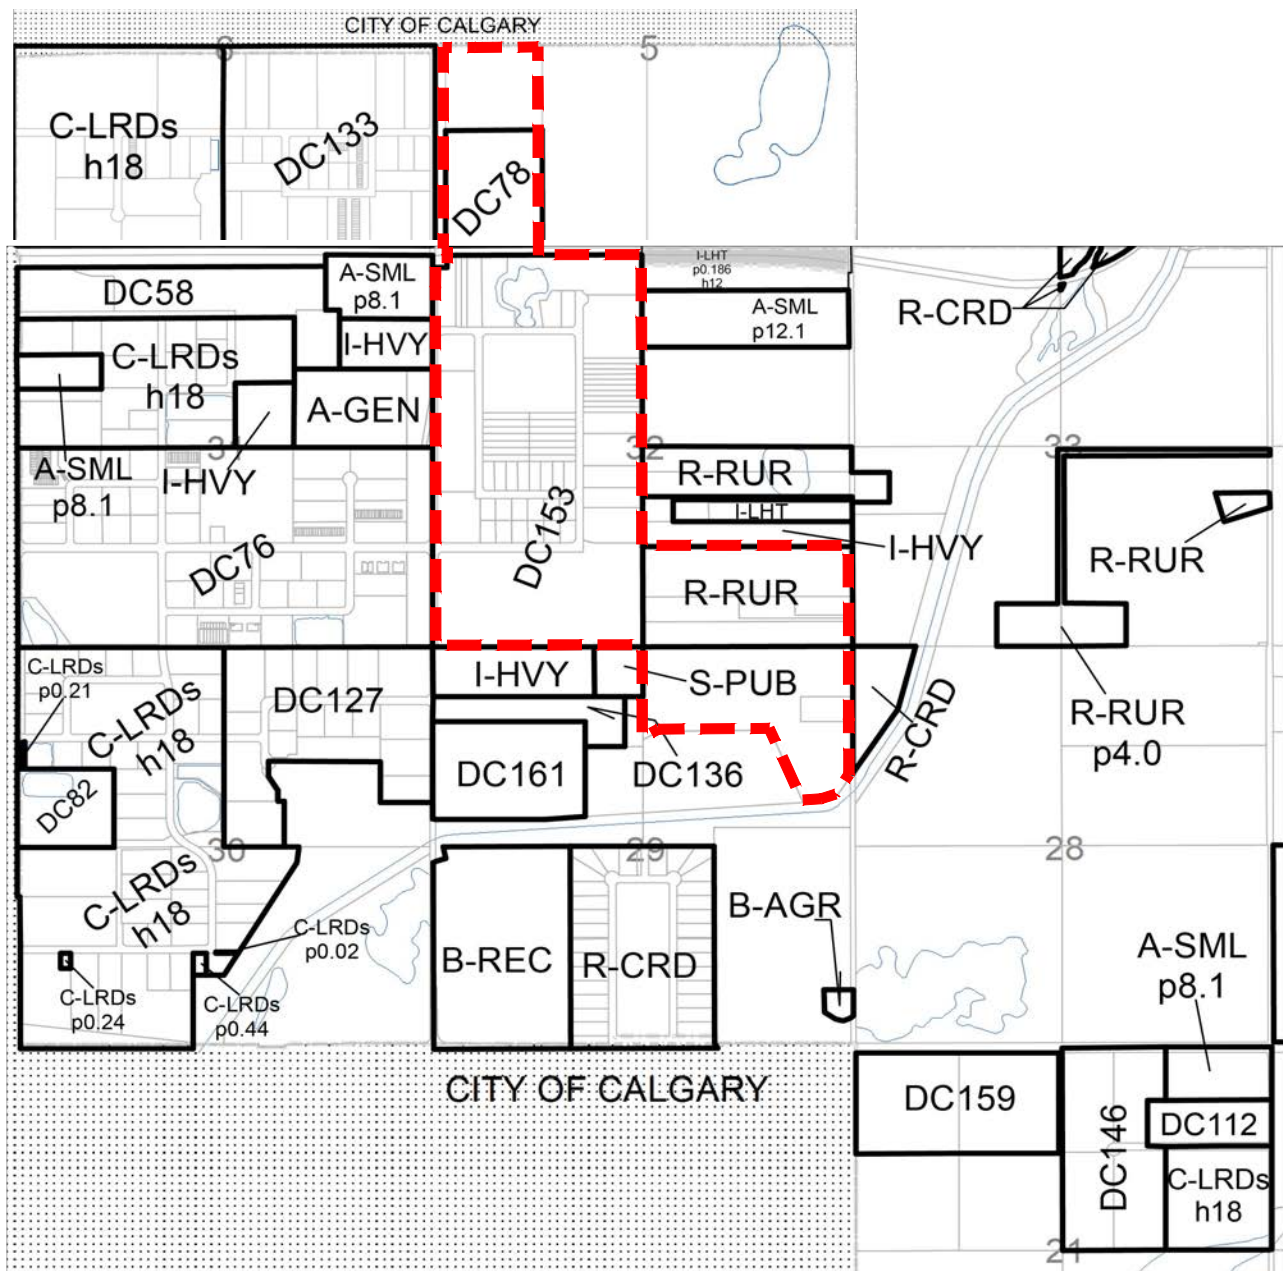 CITY OF CALGARY
6
5
C-LRDs
h18
DC133
DC78
DC58
A-SML
p8.1
I-LHT
p0.186
h12
A-SML
p12.1
R-CRD
C-LRDs
h18
I-HVY
A-GEN
31
32
33
A-SML
p8.1
I-HVY
R-RUR
I-LHT
I-HVY
R-RUR
DC76
DC153
R-RUR
C-LRDs
p0.21
C-LRDs
h18
DC127
I-HVY
S-PUB
R-CRD
R-RUR
p4.0
DC82
DC161
DC136
30
29
28
C-LRDs
h18
C-LRDs
p0.02
B-REC
R-CRD
B-AGR
A-SML
p8.1
C-LRDs
p0.24
C-LRDs
p0.44
CITY OF CALGARY
DC159
DC146
DC112
C-LRDs
h18
21